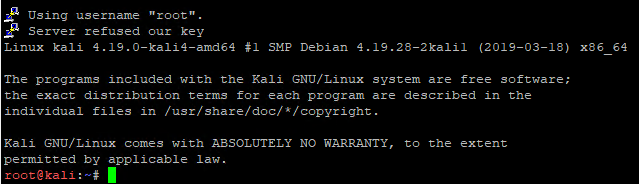 Using username "root".
Server refused our key
Linux kali 4.19.0-kali4-amd64 #1 SMP Debian 4.19.28-2kali1 (2019-03-18) x86_64
The programs included with the Kali GNU/Linux system are free software;
the exact distribution terms for each program are described in the
individual files in /usr/share/doc/*/copyright.
Kali GNU/Linux comes with ABSOLUTELY NO WARRANTY, to the extent
permitted by applicable law.
root@kali:~#